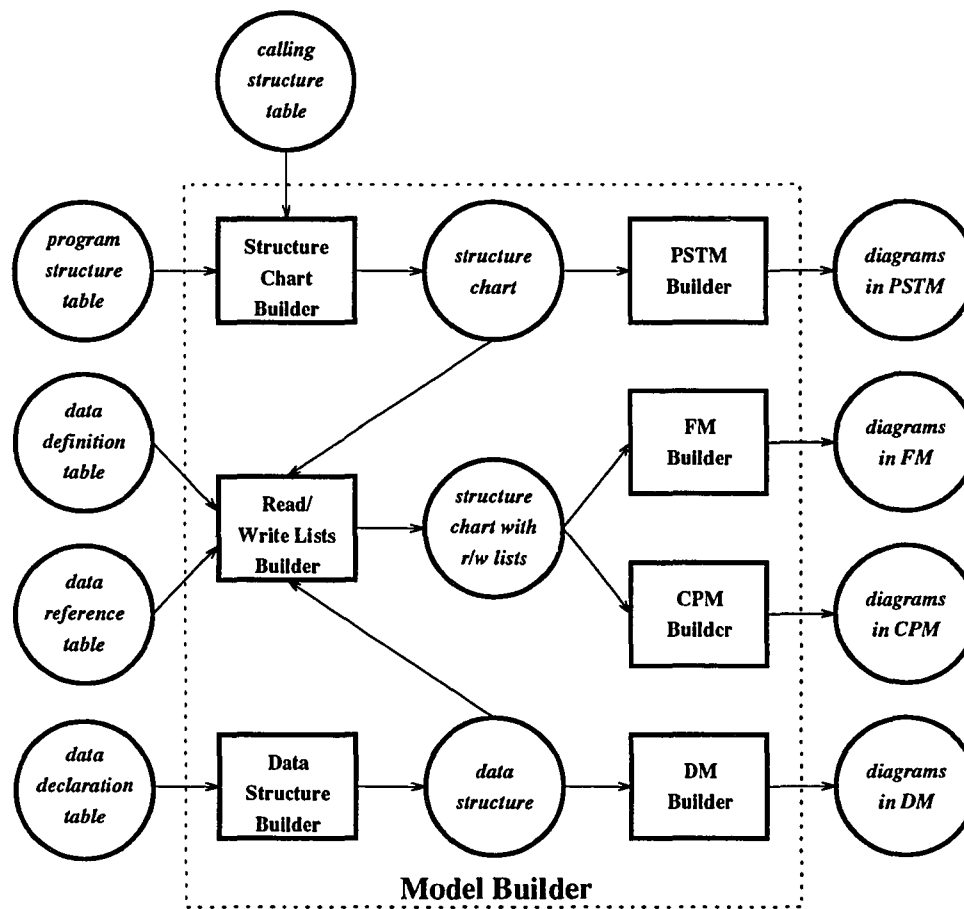 calling
structure
table
program
structure
table
Structure
Chart
Builder
structure
chart
PSTM
Builder
diagrams
in PSTM
data
definition
table
FM
Builder
diagrams
in FM
Read/
Write Lists
Builder
structure
chart with
r/w lists
data
reference
table
CPM
Builder
diagrams
in CPM
data
declaration
table
Data
Structure
Builder
data
structure
DM
Builder
diagrams
in DM
Model Builder